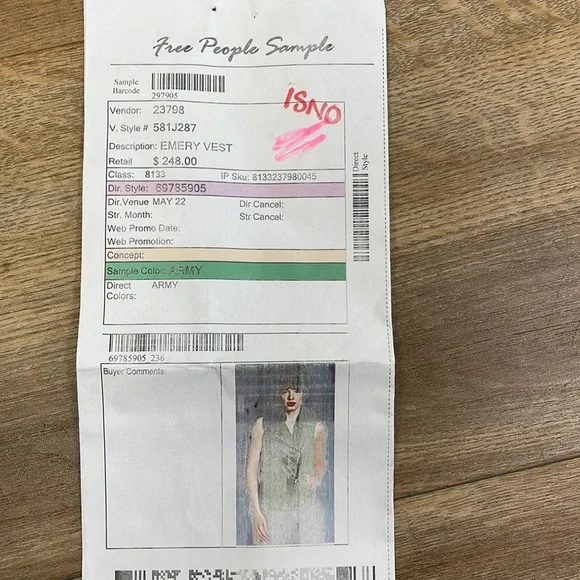 Free People Sample
Sample
Barcode
297905
ISNO
Vendor: 23798
V. Style # 581J287
Description: EMERY VEST
Retail $ 248.00
Class: 8133 IP Sku: 8133237980045
Dir. Style: 69785905
Dir.Venue MAY 22 Dir Cancel:
Str. Month: Str Cancel:
Web Promo Date:
Web Promotion:
Concept:
Sample Color: ARMY
Direct ARMY
Colors:
Direct
Style
69785905 236
Buyer Comments: